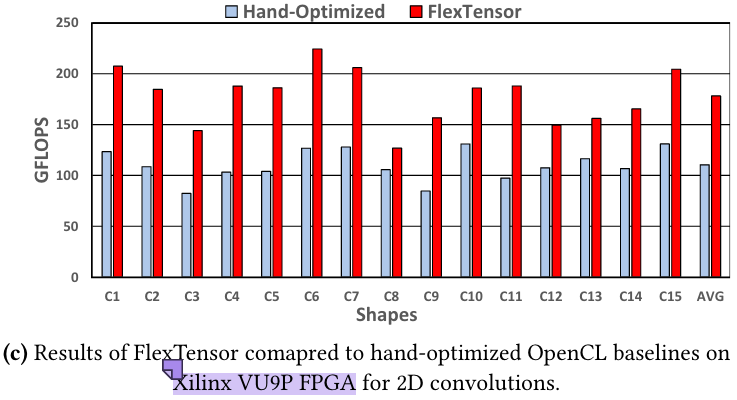 Hand-Optimized FlexTensor
250
200
150
100
50
0
GFLOPS
C1 C2 C3 C4 C5 C6 C7 C8 C9 C10 C11 C12 C13 C14 C15 AVG
Shapes
(c) Results of FlexTensor comapred to hand-optimized OpenCL baselines on
Xilinx VU9P FPGA for 2D convolutions.